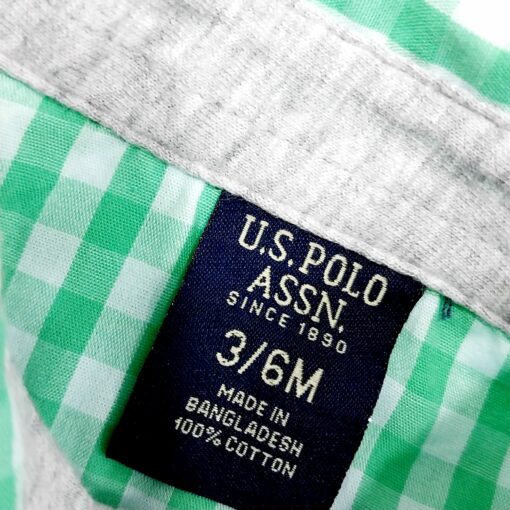 U.S. POLO
ASSN.
SINCE 1890
3/6M
MADE IN
BANGLADESH
100% COTTON